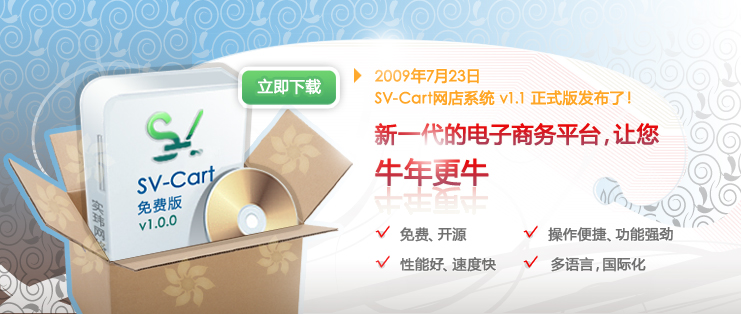 立即下载
2009年7月23日
SV-Cart网店系统 v1.1 正式版发布了!
新一代的电子商务平台,让您
牛年更牛
免费、开源
操作便捷、功能强劲
性能好、速度快
多语言,国际化
SV-Cart
免费版
v1.0.0
实玮网络